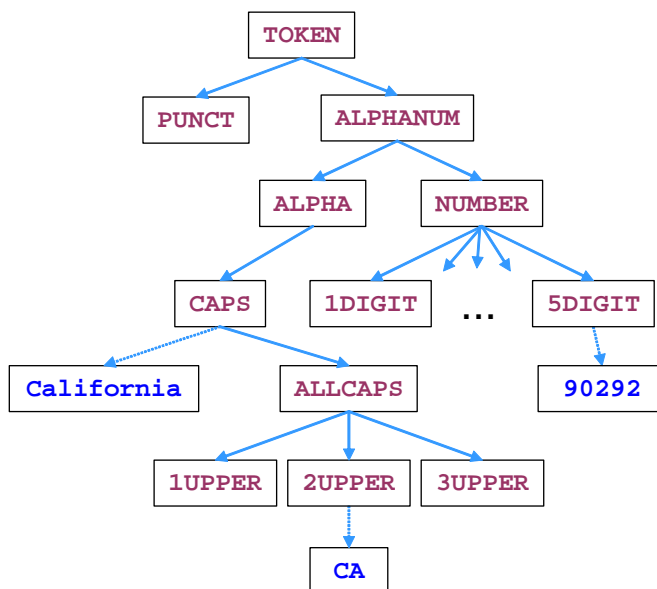 TOKEN
PUNCT
ALPHANUM
ALPHA
NUMBER
CAPS
1DIGIT
...
5DIGIT
California
ALLCAPS
90292
1UPPER
2UPPER
3UPPER
CA